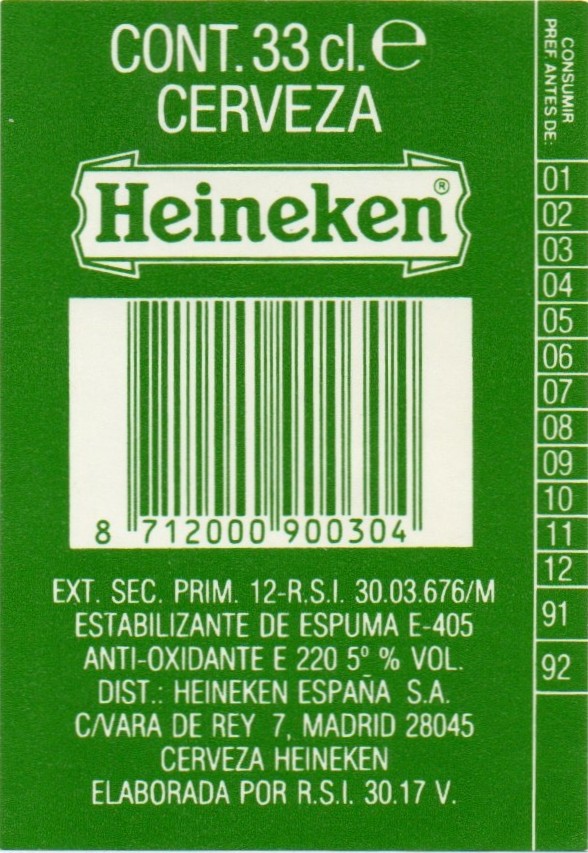 CONT. 33 cl. ℮
CERVEZA
Heineken®
8 712000 900304
EXT. SEC. PRIM. 12-R.S.I. 30.03.676/M
ESTABILIZANTE DE ESPUMA E-405
ANTI-OXIDANTE E 220 5º % VOL.
DIST.: HEINEKEN ESPAÑA S.A.
C/VARA DE REY 7, MADRID 28045
CERVEZA HEINEKEN
ELABORADA POR R.S.I. 30.17 V.
CONSUMIR
PREF. ANTES DE:
01
02
03
04
05
06
07
08
09
10
11
12
91
92